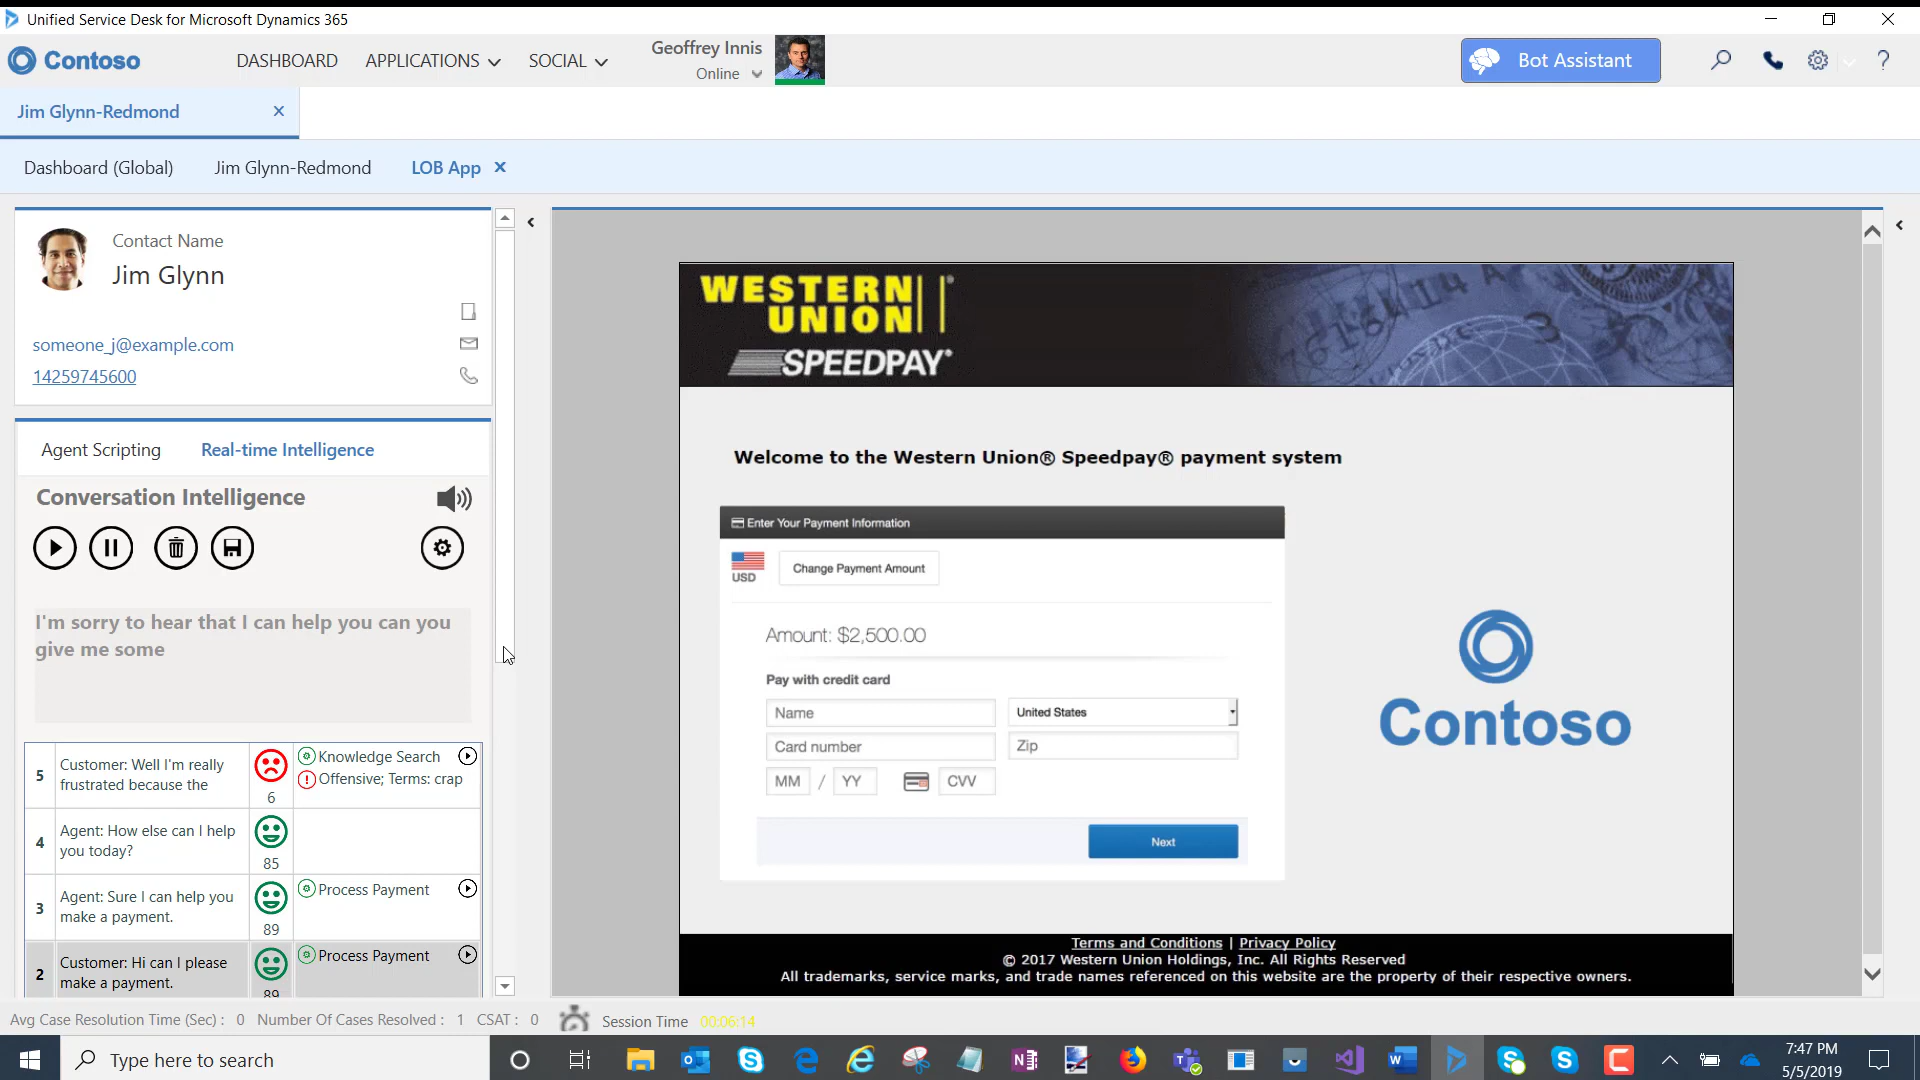 Unified Service Desk for Microsoft Dynamics 365
Contoso
DASHBOARD
APPLICATIONS
SOCIAL
Geoffrey Innis
Online
Bot Assistant
?
Jim Glynn-Redmond
Dashboard (Global)
Jim Glynn-Redmond
LOB App
Contact Name
Jim Glynn
someone_j@example.com
14259745600
Agent Scripting
Real-time Intelligence
Conversation Intelligence
I'm sorry to hear that I can help you can you
give me some
5
Customer: Well I'm really
frustrated because the
6
Knowledge Search
Offensive; Terms: crap
4
Agent: How else can I help
you today?
85
3
Agent: Sure I can help you
make a payment.
89
Process Payment
2
Customer: Hi can I please
make a payment.
89
Process Payment
WESTERN
UNION
SPEEDPAY®
Welcome to the Western Union® Speedpay® payment system
Enter Your Payment Information
USD
Change Payment Amount
Amount: $2,500.00
Pay with credit card
Name
United States
Card number
Zip
MM / YY
CVV
Next
Contoso
Terms and Conditions | Privacy Policy
© 2017 Western Union Holdings, Inc. All Rights Reserved
All trademarks, service marks, and trade names referenced on this website are the property of their respective owners.
Avg Case Resolution Time (Sec) : 0
Number Of Cases Resolved : 1
CSAT : 0
Session Time 00:06:14
Type here to search
7:47 PM
5/5/2019